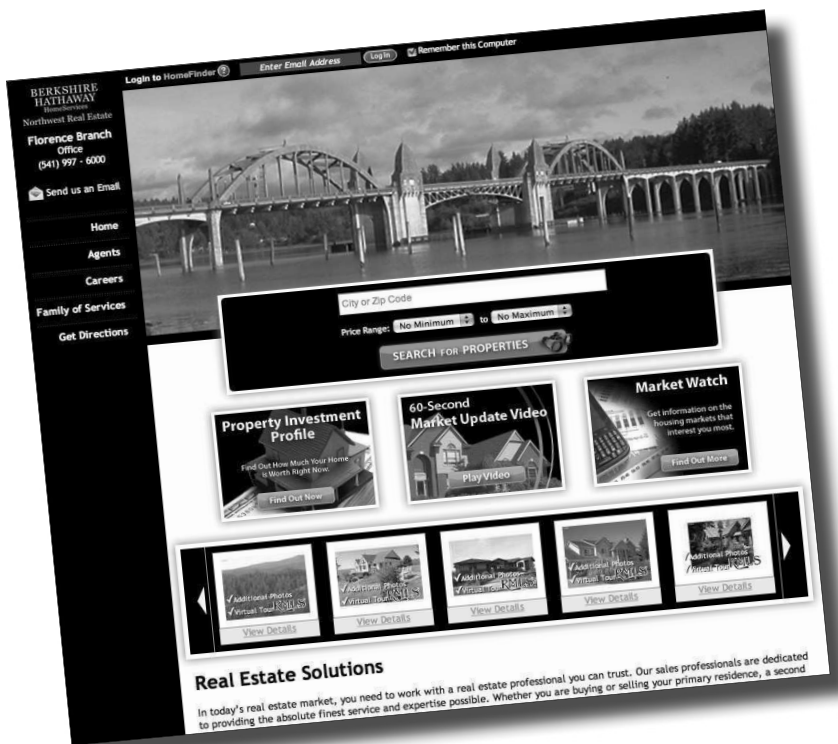 Login to HomeFinder ?
Enter Email Address
Log In
Remember this Computer
BERKSHIRE
HATHAWAY
HomeServices
Northwest Real Estate
Florence Branch
Office
(541) 997 - 6000
Send us an Email
Home
Agents
Careers
Family of Services
Get Directions
City or Zip Code
Price Range: No Minimum to No Maximum
SEARCH FOR PROPERTIES
Property Investment
Profile
Find Out How Much Your Home
is Worth Right Now.
Find Out Now
60-Second
Market Update Video
Play Video
Market Watch
Get information on the
housing markets that
interest you most.
Find Out More
Additional Photos
Virtual Tour RMLS
View Details
Additional Photos
Virtual Tour RMLS
View Details
Additional Photos
Virtual Tour RMLS
View Details
Additional Photos
Virtual Tour RMLS
View Details
Additional Photos
Virtual Tour RMLS
View Details
Real Estate Solutions
In today's real estate market, you need to work with a real estate professional you can trust. Our sales professionals are dedicated
to providing the absolute finest service and expertise possible. Whether you are buying or selling your primary residence, a second